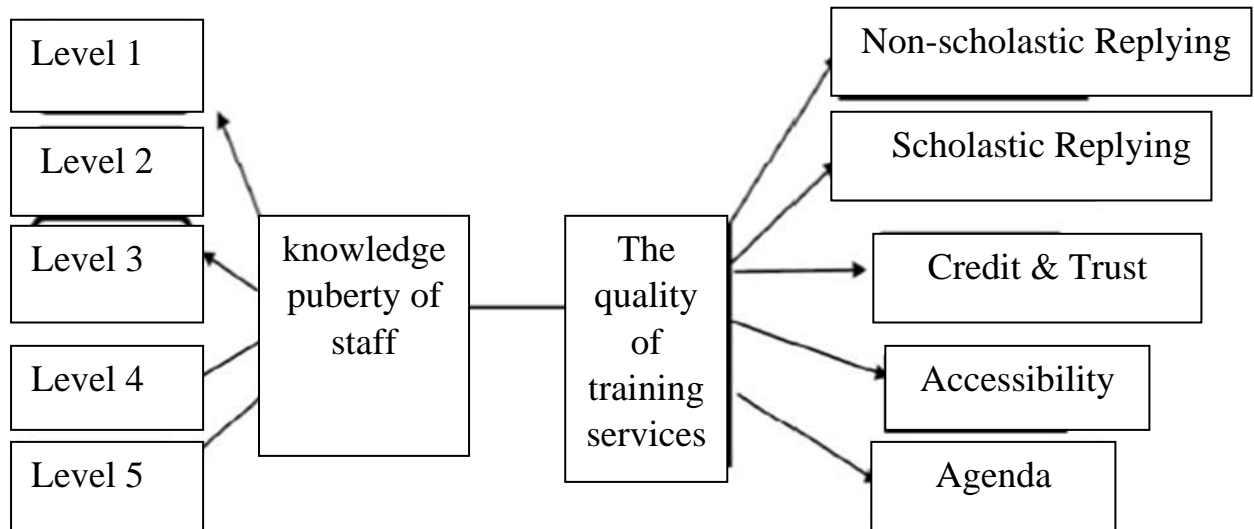 Level 1
Level 2
Level 3
Level 4
Level 5
knowledge
puberty of
staff
The
quality
of
training
services
Non-scholastic Replying
Scholastic Replying
Credit & Trust
Accessibility
Agenda